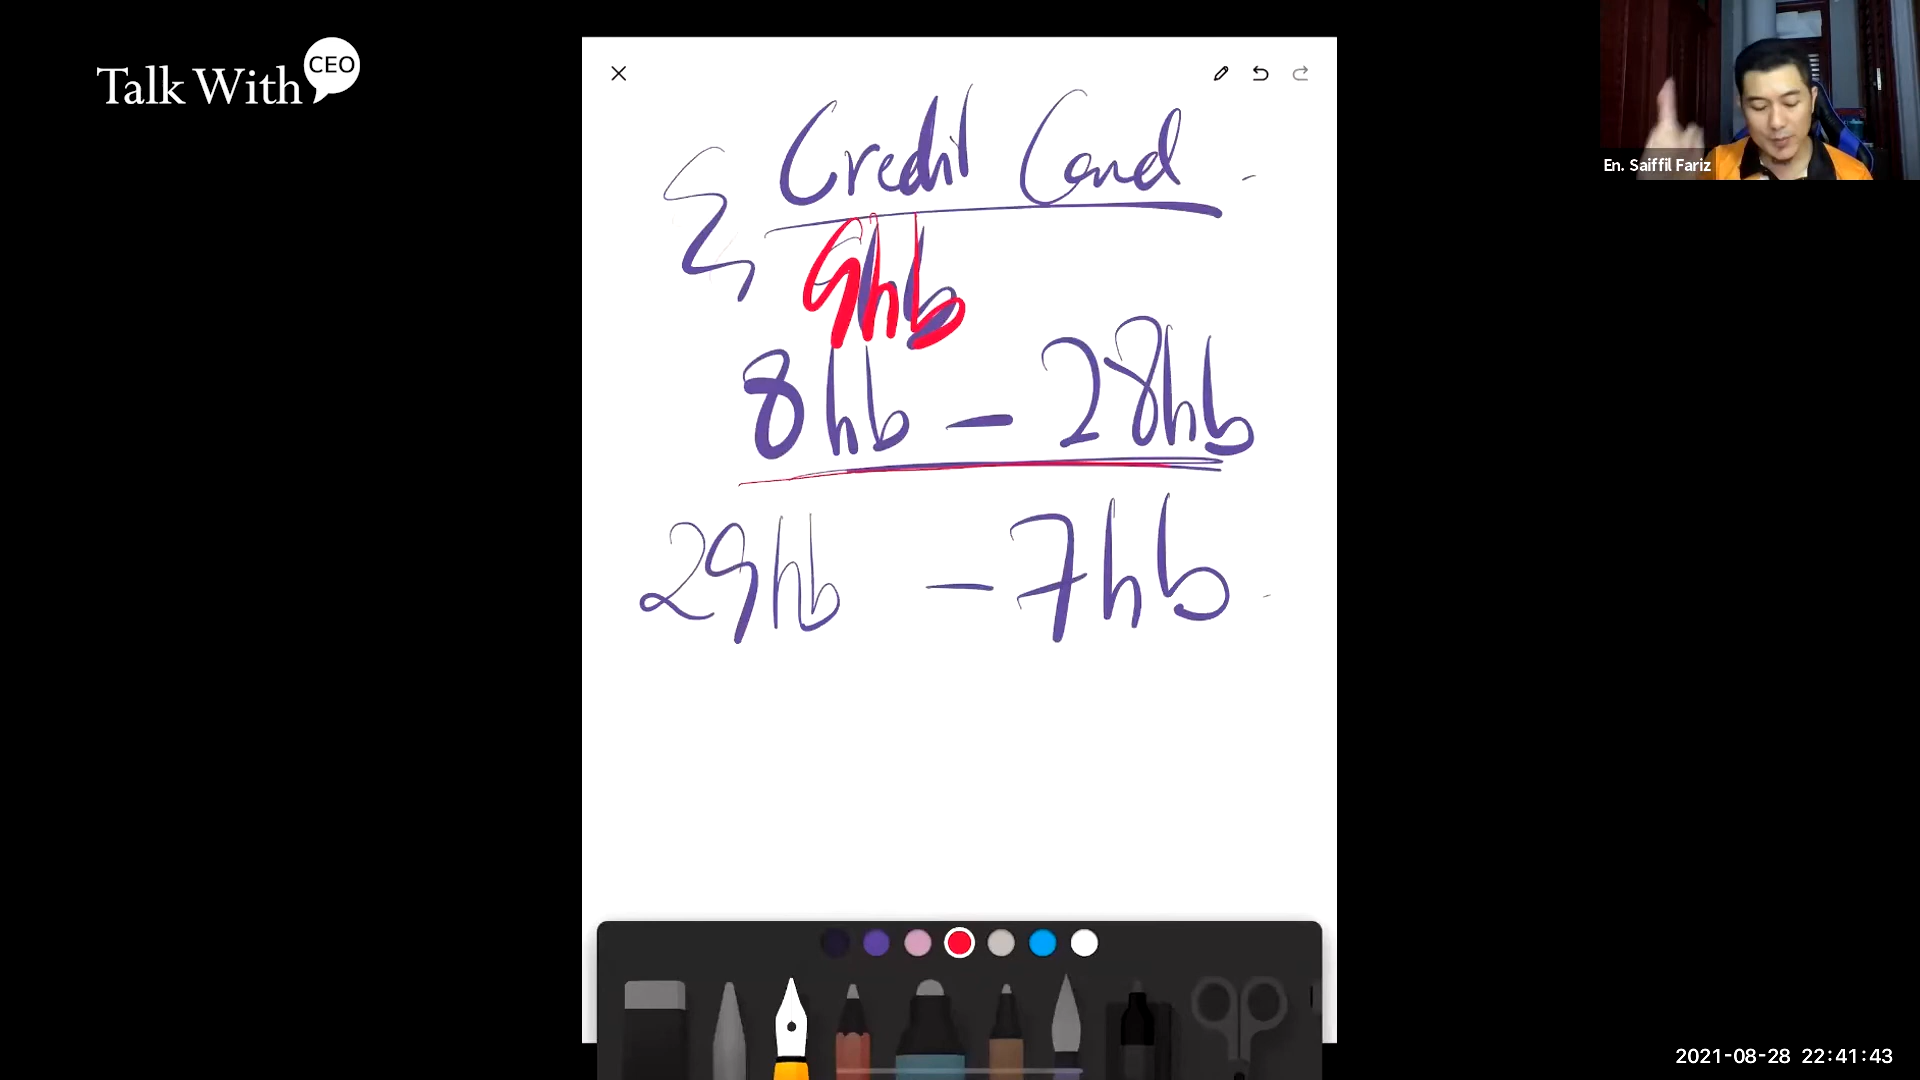 Talk With CEO
En. Saiffil Fariz
Credit Card
9hb
8hb - 28hb
29hb - 7hb
2021-08-28 22:41:43